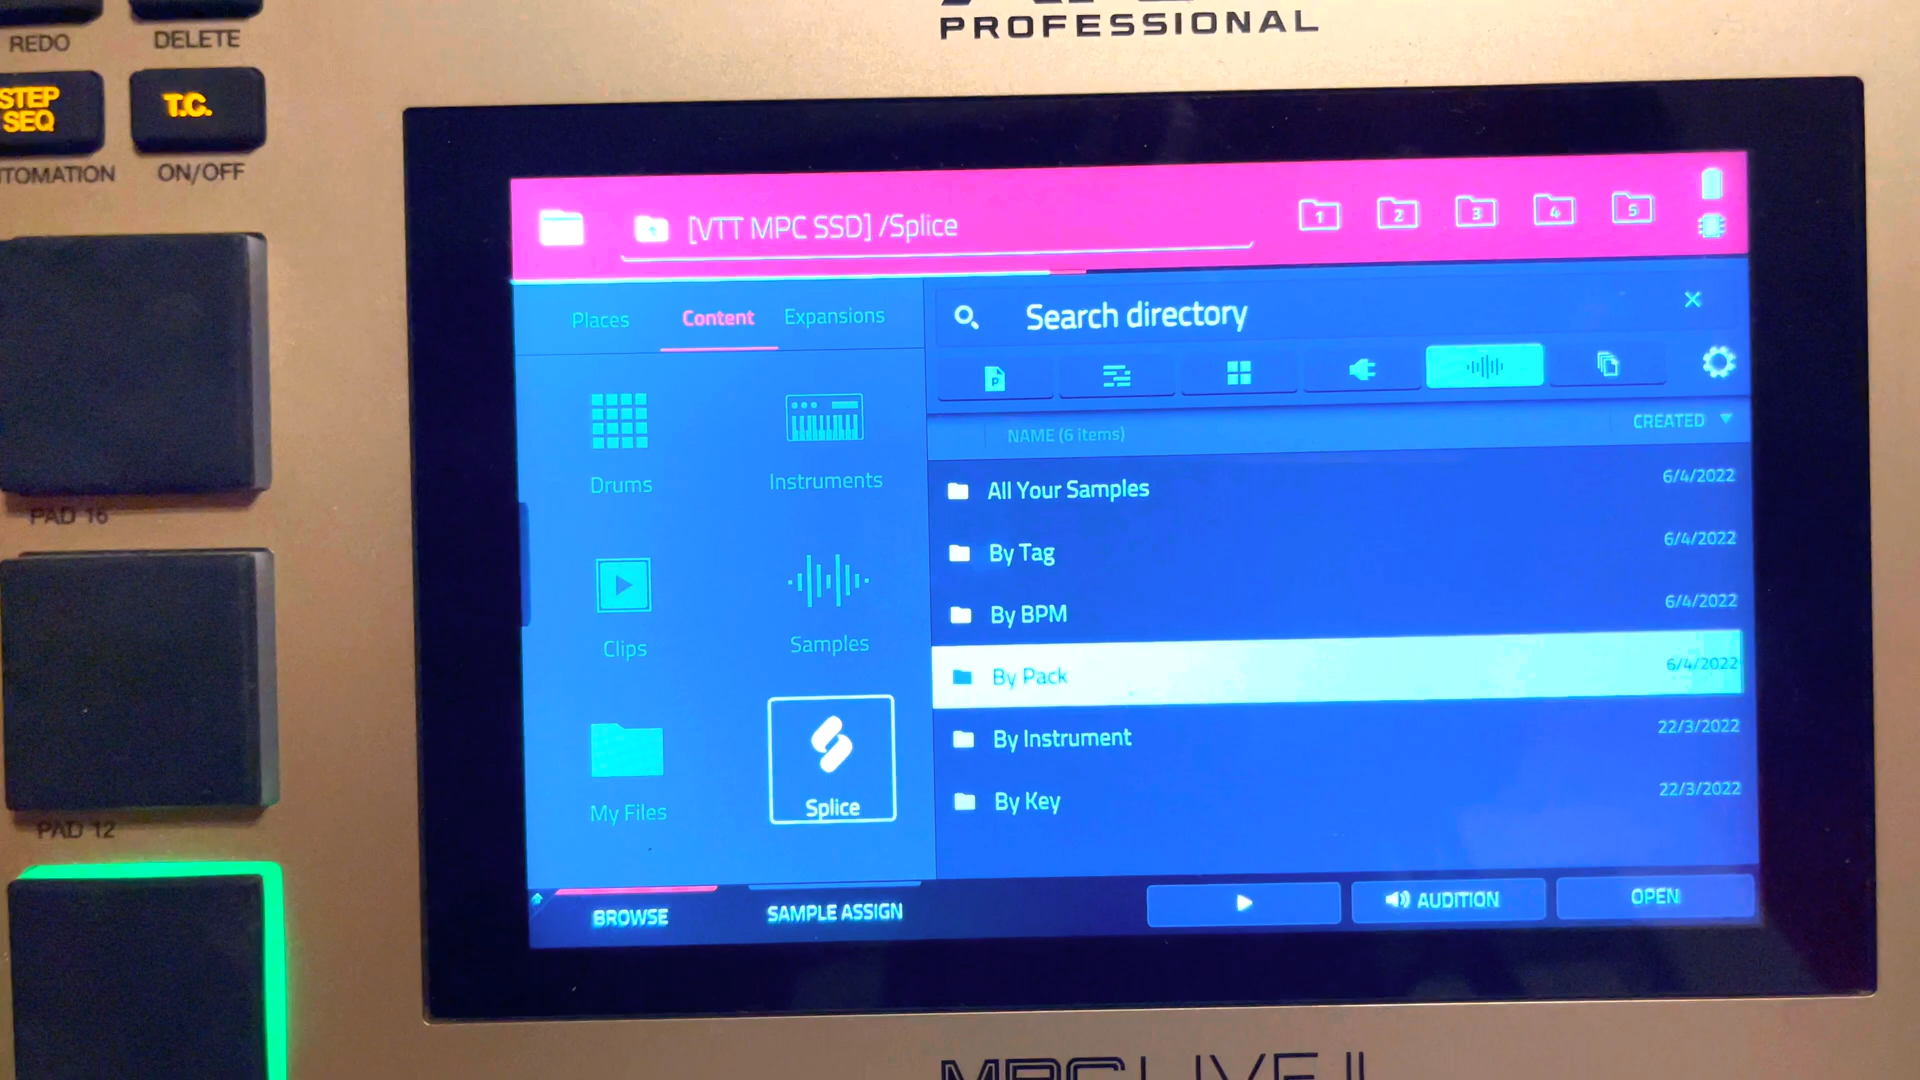 PROFESSIONAL
REDO
DELETE
STEP
SEQ
T.C.
TOMATION
ON/OFF
PAD 16
PAD 12
[VTT MPC SSD] /Splice
1
2
3
4
5
Places
Content
Expansions
Search directory
P
NAME (6 items)
CREATED
Drums
Instruments
Clips
Samples
My Files
Splice
All Your Samples
6/4/2022
By Tag
6/4/2022
By BPM
6/4/2022
By Pack
6/4/2022
By Instrument
22/3/2022
By Key
22/3/2022
BROWSE
SAMPLE ASSIGN
AUDITION
OPEN
MPC LIVE II